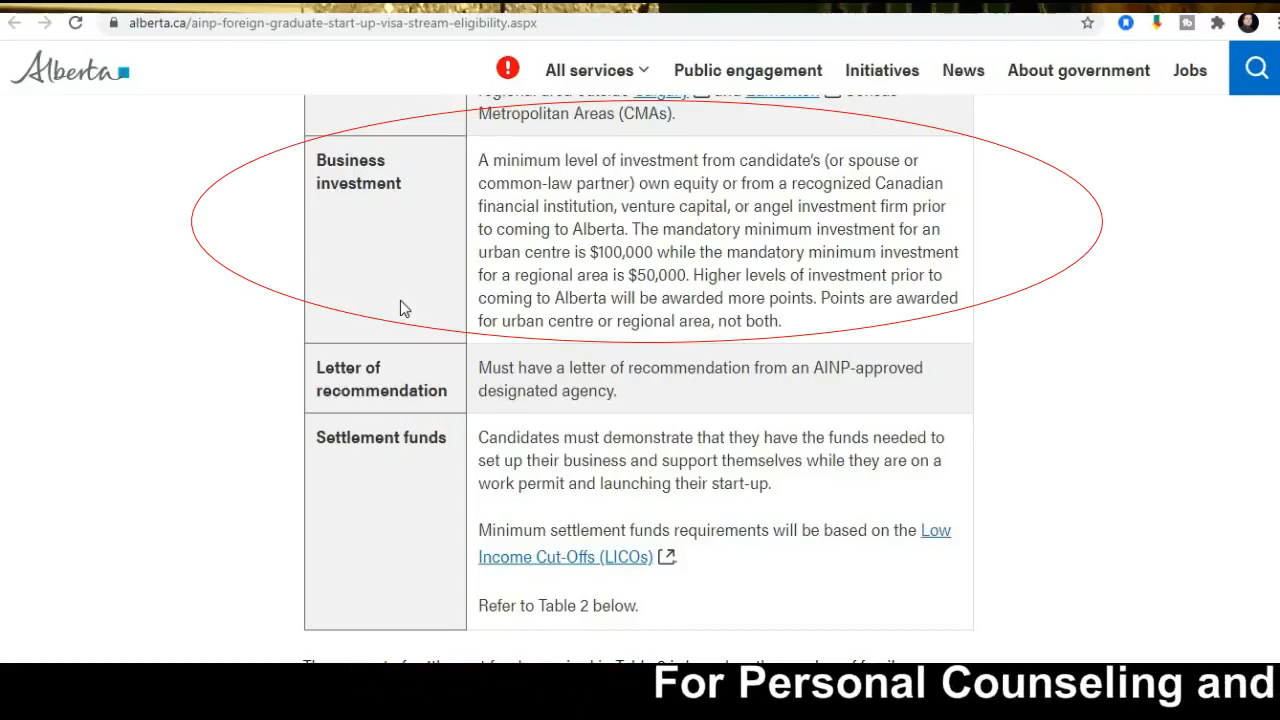 alberta.ca/ainp-foreign-graduate-start-up-visa-stream-eligibility.aspx
Alberta
All services
Public engagement
Initiatives
News
About government
Jobs
Calgary
and
Edmonton
Metropolitan Areas (CMAs).
Business
investment
A minimum level of investment from candidate's (or spouse or
common-law partner) own equity or from a recognized Canadian
financial institution, venture capital, or angel investment firm prior
to coming to Alberta. The mandatory minimum investment for an
urban centre is $100,000 while the mandatory minimum investment
for a regional area is $50,000. Higher levels of investment prior to
coming to Alberta will be awarded more points. Points are awarded
for urban centre or regional area, not both.
Letter of
recommendation
Must have a letter of recommendation from an AINP-approved
designated agency.
Settlement funds
Candidates must demonstrate that they have the funds needed to
set up their business and support themselves while they are on a
work permit and launching their start-up.
Minimum settlement funds requirements will be based on the Low
Income Cut-Offs (LICOs)
Refer to Table 2 below.
For Personal Counseling and